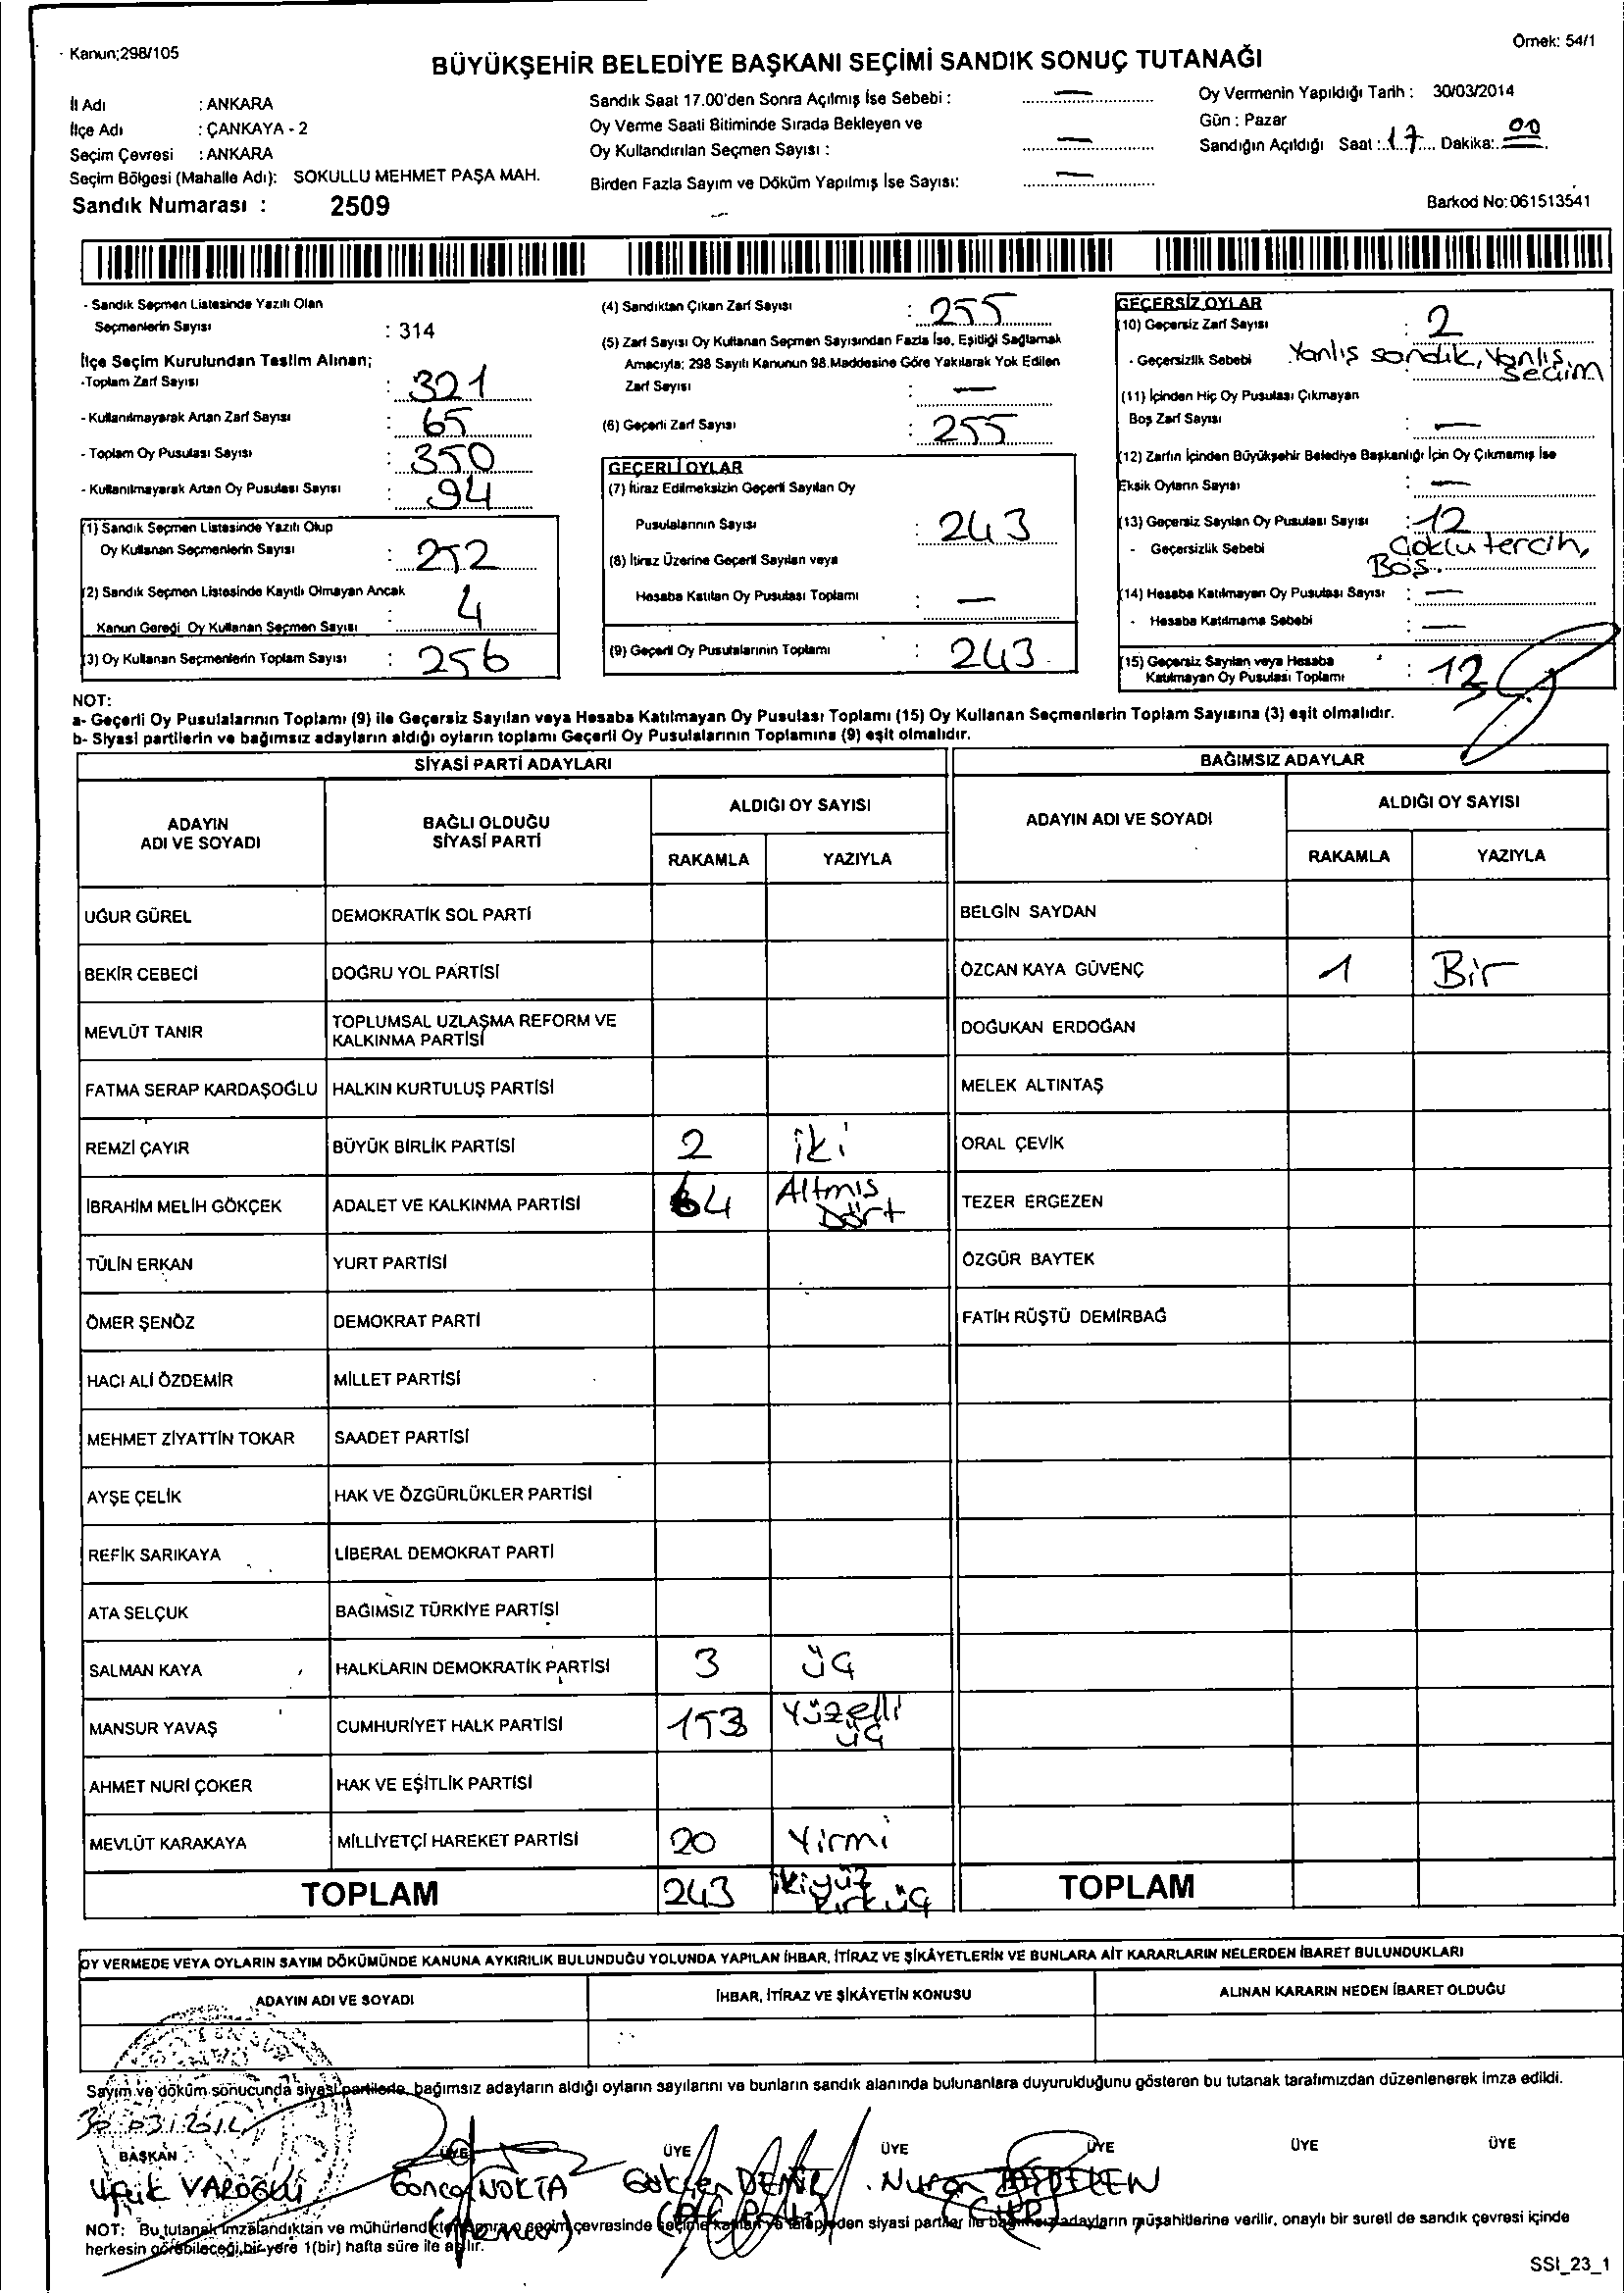 Kanun;298/105
Örnek: 54/1
BÜYÜKŞEHİR BELEDİYE BAŞKANI SEÇİMİ SANDIK SONUÇ TUTANAĞI
İl Adı : ANKARA
İlçe Adı : ÇANKAYA - 2
Seçim Çevresi : ANKARA
Seçim Bölgesi (Mahalle Adı): SOKULLU MEHMET PAŞA MAH.
Sandık Numarası : 2509
Sandık Saat 17.00'den Sonra Açılmış İse Sebebi : —
Oy Verme Saati Bitiminde Sırada Bekleyen ve
Oy Kullandırılan Seçmen Sayısı : —
Birden Fazla Sayım ve Döküm Yapılmış İse Sayısı: —
Oy Vermenin Yapıldığı Tarih : 30/03/2014
Gün : Pazar
Sandığın Açıldığı Saat : 17 Dakika: 00
Barkod No: 061513541
- Sandık Seçmen Listesinde Yazılı Olan
Seçmenlerin Sayısı : 314
İlçe Seçim Kurulundan Teslim Alınan;
-Toplam Zarf Sayısı : 321
- Kullanılmayarak Artan Zarf Sayısı : 65
- Toplam Oy Pusulası Sayısı : 350
- Kullanılmayarak Artan Oy Pusulası Sayısı : 94
(1) Sandık Seçmen Listesinde Yazılı Olup
Oy Kullanan Seçmenlerin Sayısı : 252
(2) Sandık Seçmen Listesinde Kayıtlı Olmayan Ancak
Kanun Gereği Oy Kullanan Seçmen Sayısı : 4
(3) Oy Kullanan Seçmenlerin Toplam Sayısı : 256
(4) Sandıktan Çıkan Zarf Sayısı : 255
(5) Zarf Sayısı Oy Kullanan Seçmen Sayısından Fazla İse, Eşitliği Sağlamak
Amacıyla; 298 Sayılı Kanunun 98.Maddesine Göre Yakılarak Yok Edilen
Zarf Sayısı : —
(6) Geçerli Zarf Sayısı : 255
GEÇERLİ OYLAR
(7) İtiraz Edilmeksizin Geçerli Sayılan Oy
Pusulalarının Sayısı : 243
(8) İtiraz Üzerine Geçerli Sayılan veya
Hesaba Katılan Oy Pusulası Toplamı : —
(9) Geçerli Oy Pusulalarının Toplamı : 243
GEÇERSİZ OYLAR
(10) Geçersiz Zarf Sayısı : 2
- Geçersizlik Sebebi Yanlış sandık, Yanlış
Seçim
(11) İçinden Hiç Oy Pusulası Çıkmayan
Boş Zarf Sayısı : —
(12) Zarfın İçinden Büyükşehir Belediye Başkanlığı İçin Oy Çıkmamış İse
Eksik Oyların Sayısı : —
(13) Geçersiz Sayılan Oy Pusulası Sayısı : 12
- Geçersizlik Sebebi Çoklu tercih,
Boş.
(14) Hesaba Katılmayan Oy Pusulası Sayısı : —
- Hesaba Katılmama Sebebi : —
(15) Geçersiz Sayılan veya Hesaba
Katılmayan Oy Pusulası Toplamı :
NOT:
a- Geçerli Oy Pusulalarının Toplamı (9) ile Geçersiz Sayılan veya Hesaba Katılmayan Oy Pusulası Toplamı (15) Oy Kullanan Seçmenlerin Toplam Sayısına (3) eşit olmalıdır.
b- Siyasi partilerin ve bağımsız adayların aldığı oyların toplamı Geçerli Oy Pusulalarının Toplamına (9) eşit olmalıdır.
SİYASİ PARTİ ADAYLARI
BAĞIMSIZ ADAYLAR
ADAYIN
ADI VE SOYADI
BAĞLI OLDUĞU
SİYASİ PARTİ
ALDIĞI OY SAYISI
RAKAMLA YAZIYLA
ADAYIN ADI VE SOYADI
ALDIĞI OY SAYISI
RAKAMLA YAZIYLA
UĞUR GÜREL DEMOKRATİK SOL PARTİ
BELGİN SAYDAN
BEKİR CEBECİ DOĞRU YOL PARTİSİ
ÖZCAN KAYA GÜVENÇ 1 Bir
MEVLÜT TANIR TOPLUMSAL UZLAŞMA REFORM VE
KALKINMA PARTİSİ
DOĞUKAN ERDOĞAN
FATMA SERAP KARDAŞOĞLU HALKIN KURTULUŞ PARTİSİ
MELEK ALTINTAŞ
REMZİ ÇAYIR BÜYÜK BİRLİK PARTİSİ 2 iki
ORAL ÇEVİK
İBRAHİM MELİH GÖKÇEK ADALET VE KALKINMA PARTİSİ 64 Altmış
Dört
TEZER ERGEZEN
TÜLİN ERKAN YURT PARTİSİ
ÖZGÜR BAYTEK
ÖMER ŞENÖZ DEMOKRAT PARTİ
FATİH RÜŞTÜ DEMİRBAĞ
HACI ALİ ÖZDEMİR MİLLET PARTİSİ
MEHMET ZİYATTİN TOKAR SAADET PARTİSİ
AYŞE ÇELİK HAK VE ÖZGÜRLÜKLER PARTİSİ
REFİK SARIKAYA LİBERAL DEMOKRAT PARTİ
ATA SELÇUK BAĞIMSIZ TÜRKİYE PARTİSİ
SALMAN KAYA HALKLARIN DEMOKRATİK PARTİSİ 3 üç
MANSUR YAVAŞ CUMHURİYET HALK PARTİSİ 153 Yüzelli
üç
AHMET NURİ ÇOKER HAK VE EŞİTLİK PARTİSİ
MEVLÜT KARAKAYA MİLLİYETÇİ HAREKET PARTİSİ 20 Yirmi
TOPLAM 243 ikiyüz
kırküç
TOPLAM
OY VERMEDE VEYA OYLARIN SAYIM DÖKÜMÜNDE KANUNA AYKIRILIK BULUNDUĞU YOLUNDA YAPILAN İHBAR, İTİRAZ VE ŞİKÂYETLERİN VE BUNLARA AİT KARARLARIN NELERDEN İBARET BULUNDUKLARI
ADAYIN ADI VE SOYADI İHBAR, İTİRAZ VE ŞİKÂYETİN KONUSU ALINAN KARARIN NEDEN İBARET OLDUĞU
Sayım ve döküm sonucunda siyasi partilerle, bağımsız adayların aldığı oyların sayılarını ve bunların sandık alanında bulunanlara duyurulduğunu gösteren bu tutanak tarafımızdan düzenlenerek imza edildi.
30.03.2014
BAŞKAN ÜYE ÜYE ÜYE ÜYE ÜYE ÜYE
Ufuk VAROĞLU Gonca NOKTA Gökçen DEMİR Nuran
(Memur) (CHP)
NOT: Bu tutanak imzalandıktan ve mühürlendikten sonra o seçim çevresinde seçime katılan ve talep eden siyasi partiler ile bağımsız adayların müşahitlerine verilir, onaylı bir sureti de sandık çevresi içinde
herkesin görebileceği bir yere 1(bir) hafta süre ile asılır.
SSI_23_1